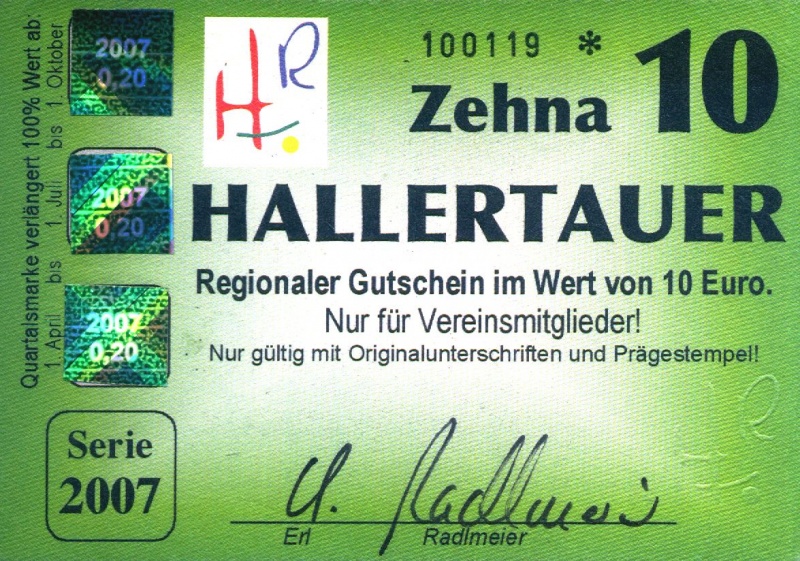 100119 *
10
Zehna
HALLERTAUER
Regionaler Gutschein im Wert von 10 Euro.
Nur für Vereinsmitglieder!
Nur gültig mit Originalunterschriften und Prägestempel!
Erl
Radlmeier
Radlmeier
Serie
2007
HR
HR
Quartalsmarke verlängert 100% Wert ab:
1. April bis 1. Juli bis 1. Oktober
2007
0,20
2007
0,20
2007
0,20